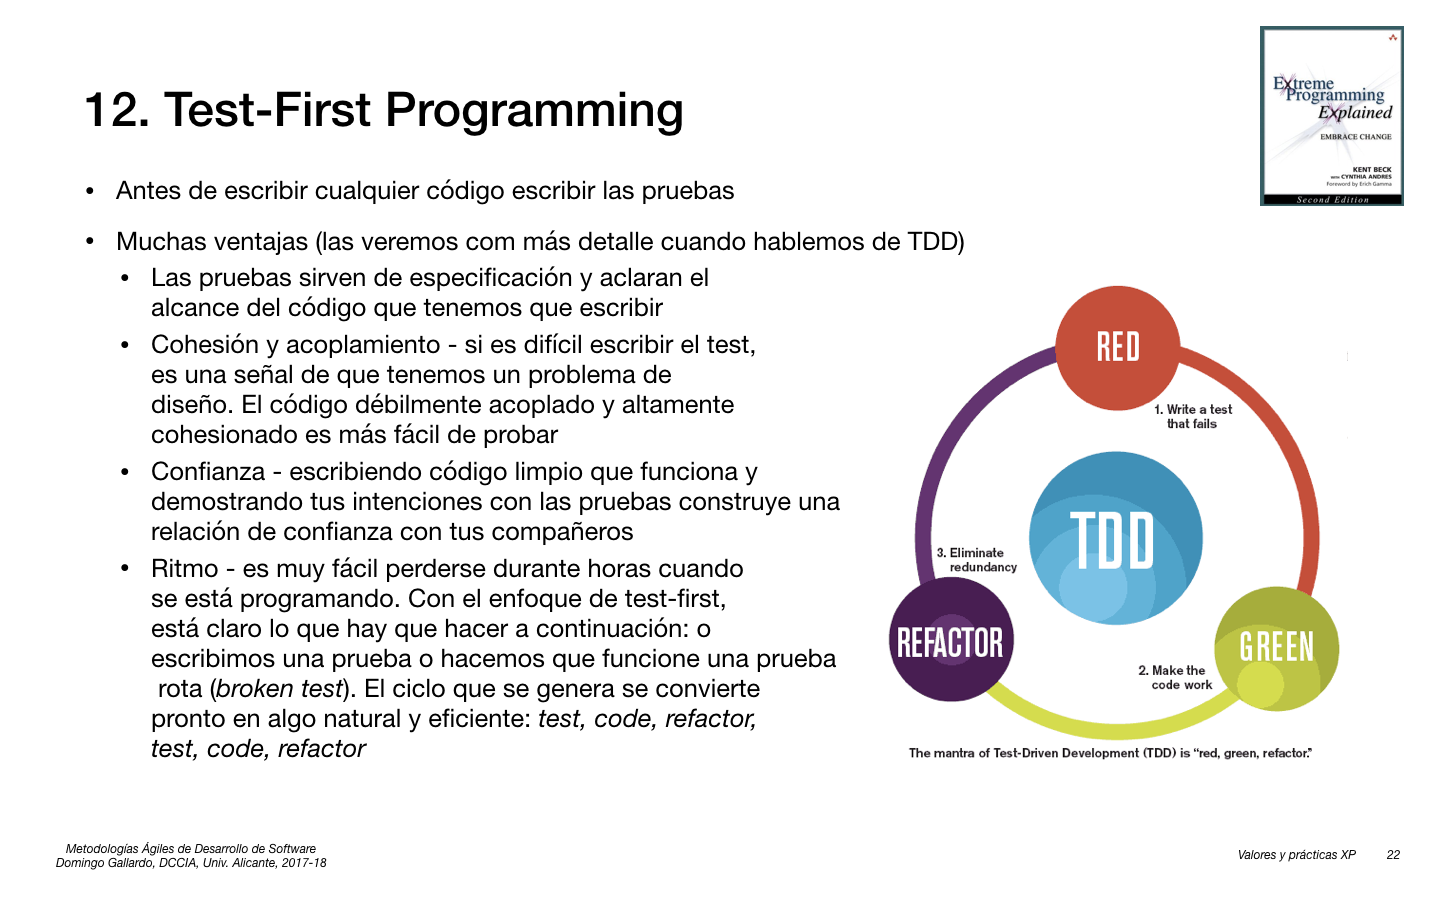 12. Test-First Programming
Extreme
Programming
Explained
EMBRACE CHANGE
KENT BECK
WITH CYNTHIA ANDRES
Foreword by Erich Gamma
Second Edition
• Antes de escribir cualquier código escribir las pruebas
• Muchas ventajas (las veremos com más detalle cuando hablemos de TDD)
• Las pruebas sirven de especificación y aclaran el
alcance del código que tenemos que escribir
• Cohesión y acoplamiento - si es difícil escribir el test,
es una señal de que tenemos un problema de
diseño. El código débilmente acoplado y altamente
cohesionado es más fácil de probar
• Confianza - escribiendo código limpio que funciona y
demostrando tus intenciones con las pruebas construye una
relación de confianza con tus compañeros
• Ritmo - es muy fácil perderse durante horas cuando
se está programando. Con el enfoque de test-first,
está claro lo que hay que hacer a continuación: o
escribimos una prueba o hacemos que funcione una prueba
rota (broken test). El ciclo que se genera se convierte
pronto en algo natural y eficiente: test, code, refactor,
test, code, refactor
RED
1. Write a test
that fails
TDD
3. Eliminate
redundancy
REFACTOR
GREEN
2. Make the
code work
The mantra of Test-Driven Development (TDD) is “red, green, refactor.”
Metodologías Ágiles de Desarrollo de Software
Domingo Gallardo, DCCIA, Univ. Alicante, 2017-18
Valores y prácticas XP
22